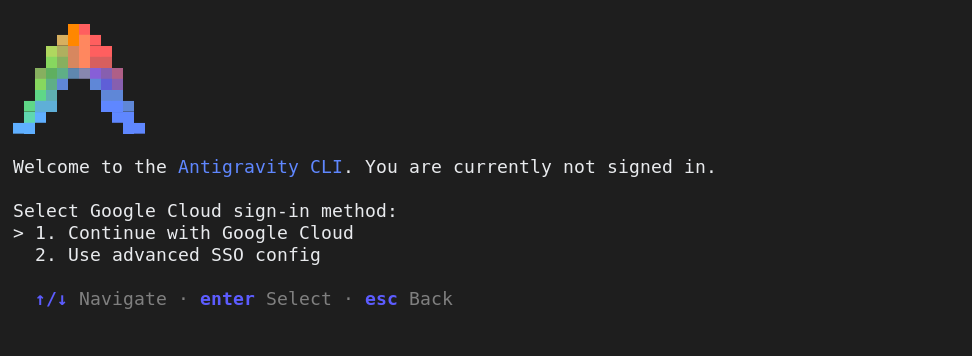 Welcome to the Antigravity CLI. You are currently not signed in.
Select Google Cloud sign-in method:
> 1. Continue with Google Cloud
2. Use advanced SSO config
↑/↓ Navigate · enter Select · esc Back